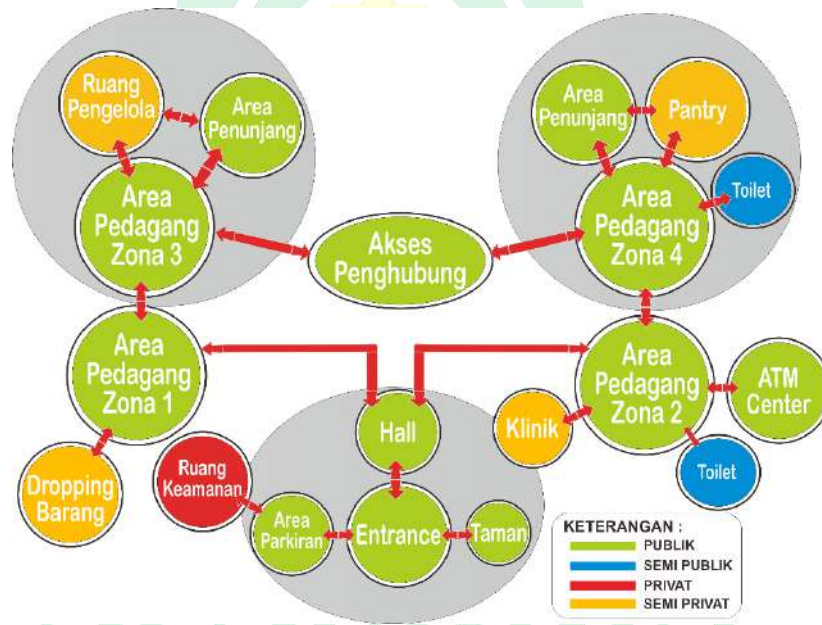 Ruang
Pengelola
Area
Penunjang
Area
Pedagang
Zona 3
Area
Penunjang
Pantry
Toilet
Area
Pedagang
Zona 4
Akses
Penghubung
Area
Pedagang
Zona 1
Area
Pedagang
Zona 2
ATM
Center
Klinik
Toilet
Hall
Dropping
Barang
Ruang
Keamanan
Area
Parkiran
Entrance
Taman
KETERANGAN :
PUBLIK
SEMI PUBLIK
PRIVAT
SEMI PRIVAT